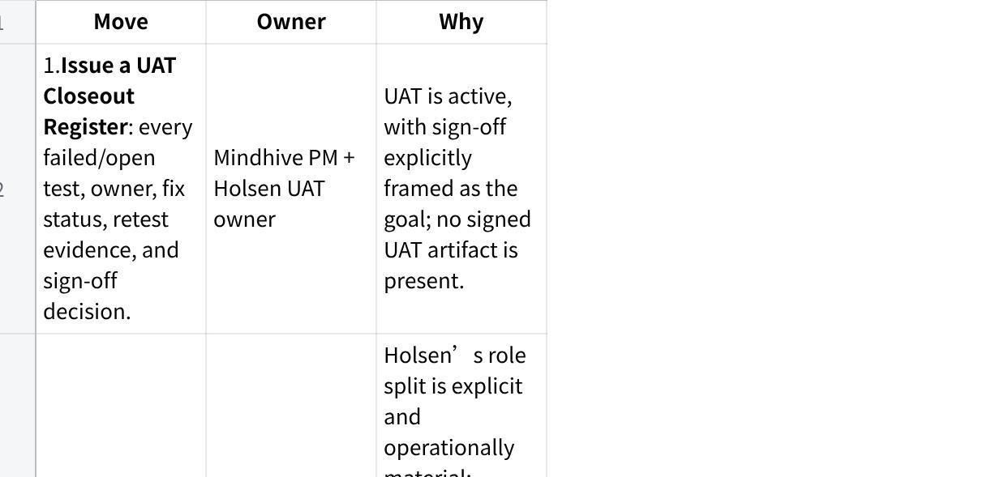 Move
Owner
Why
1.Issue a UAT
Closeout
Register: every
failed/open
test, owner, fix
status, retest
evidence, and
sign-off
decision.
Mindhive PM +
Holsen UAT
owner
UAT is active,
with sign-off
explicitly
framed as the
goal; no signed
UAT artifact is
present.
2
Holsen’s role
split is explicit
and
operationally
material: